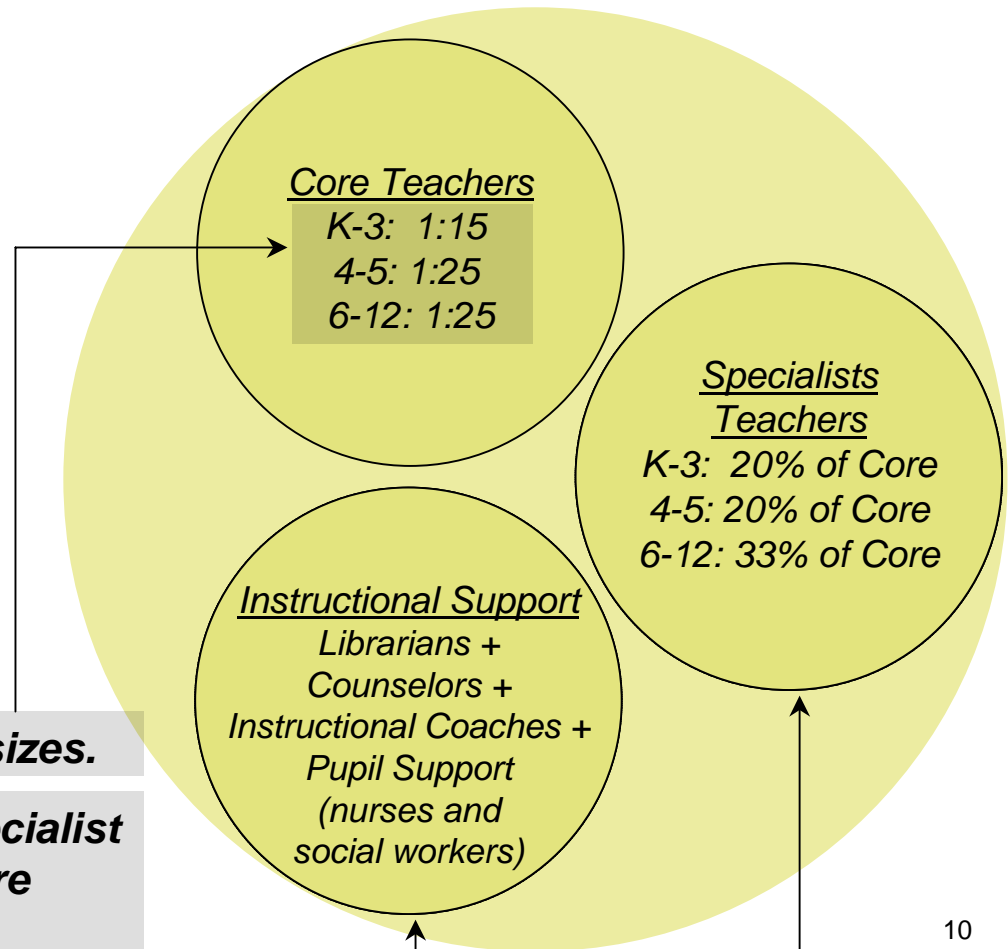 Core Teachers
K-3: 1:15
4-5: 1:25
6-12: 1:25
Specialists
Teachers
K-3: 20% of Core
4-5: 20% of Core
6-12: 33% of Core
Instructional Support
Librarians +
Counselors +
Instructional Coaches +
Pupil Support
(nurses and
social workers)
sizes.
cialist
re
10